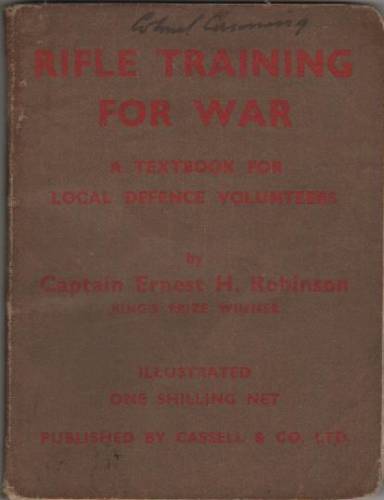 Colonel
RIFLE TRAINING
FOR WAR
A TEXTBOOK FOR
LOCAL DEFENCE VOLUNTEERS
by
Captain Ernest H. Robinson
KING'S PRIZE WINNER
ILLUSTRATED
ONE SHILLING NET
PUBLISHED BY CASSELL & CO. LTD.